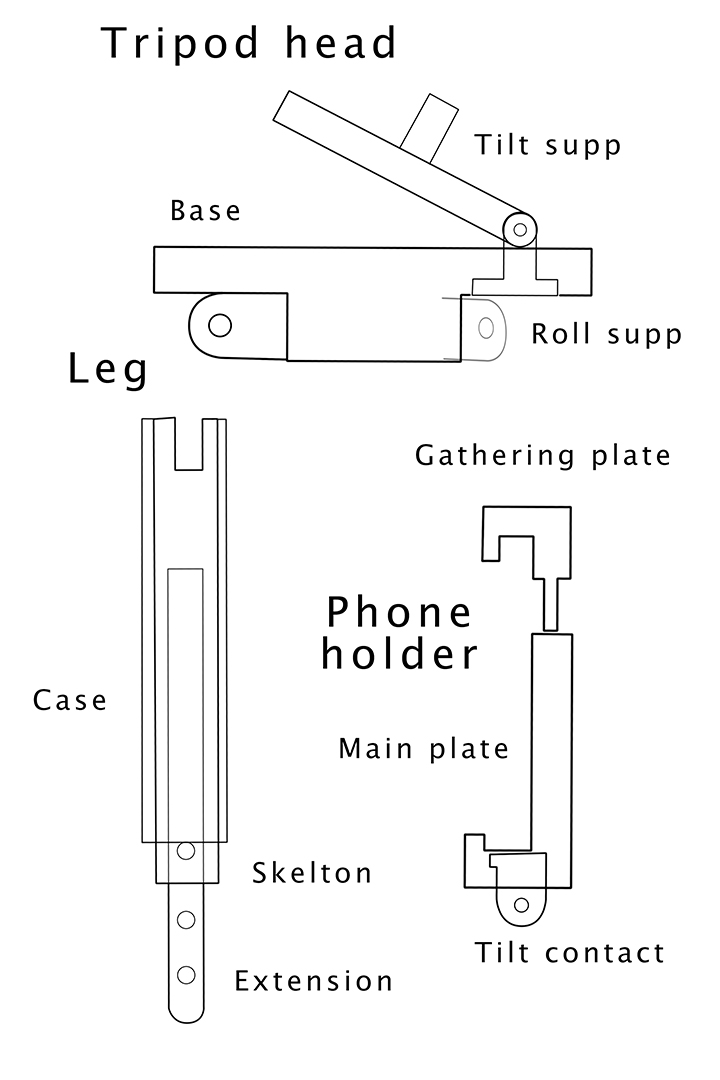 Tripod head
Tilt supp
Base
Roll supp
Leg
Gathering plate
Phone
holder
Case
Main plate
Skelton
Tilt contact
Extension